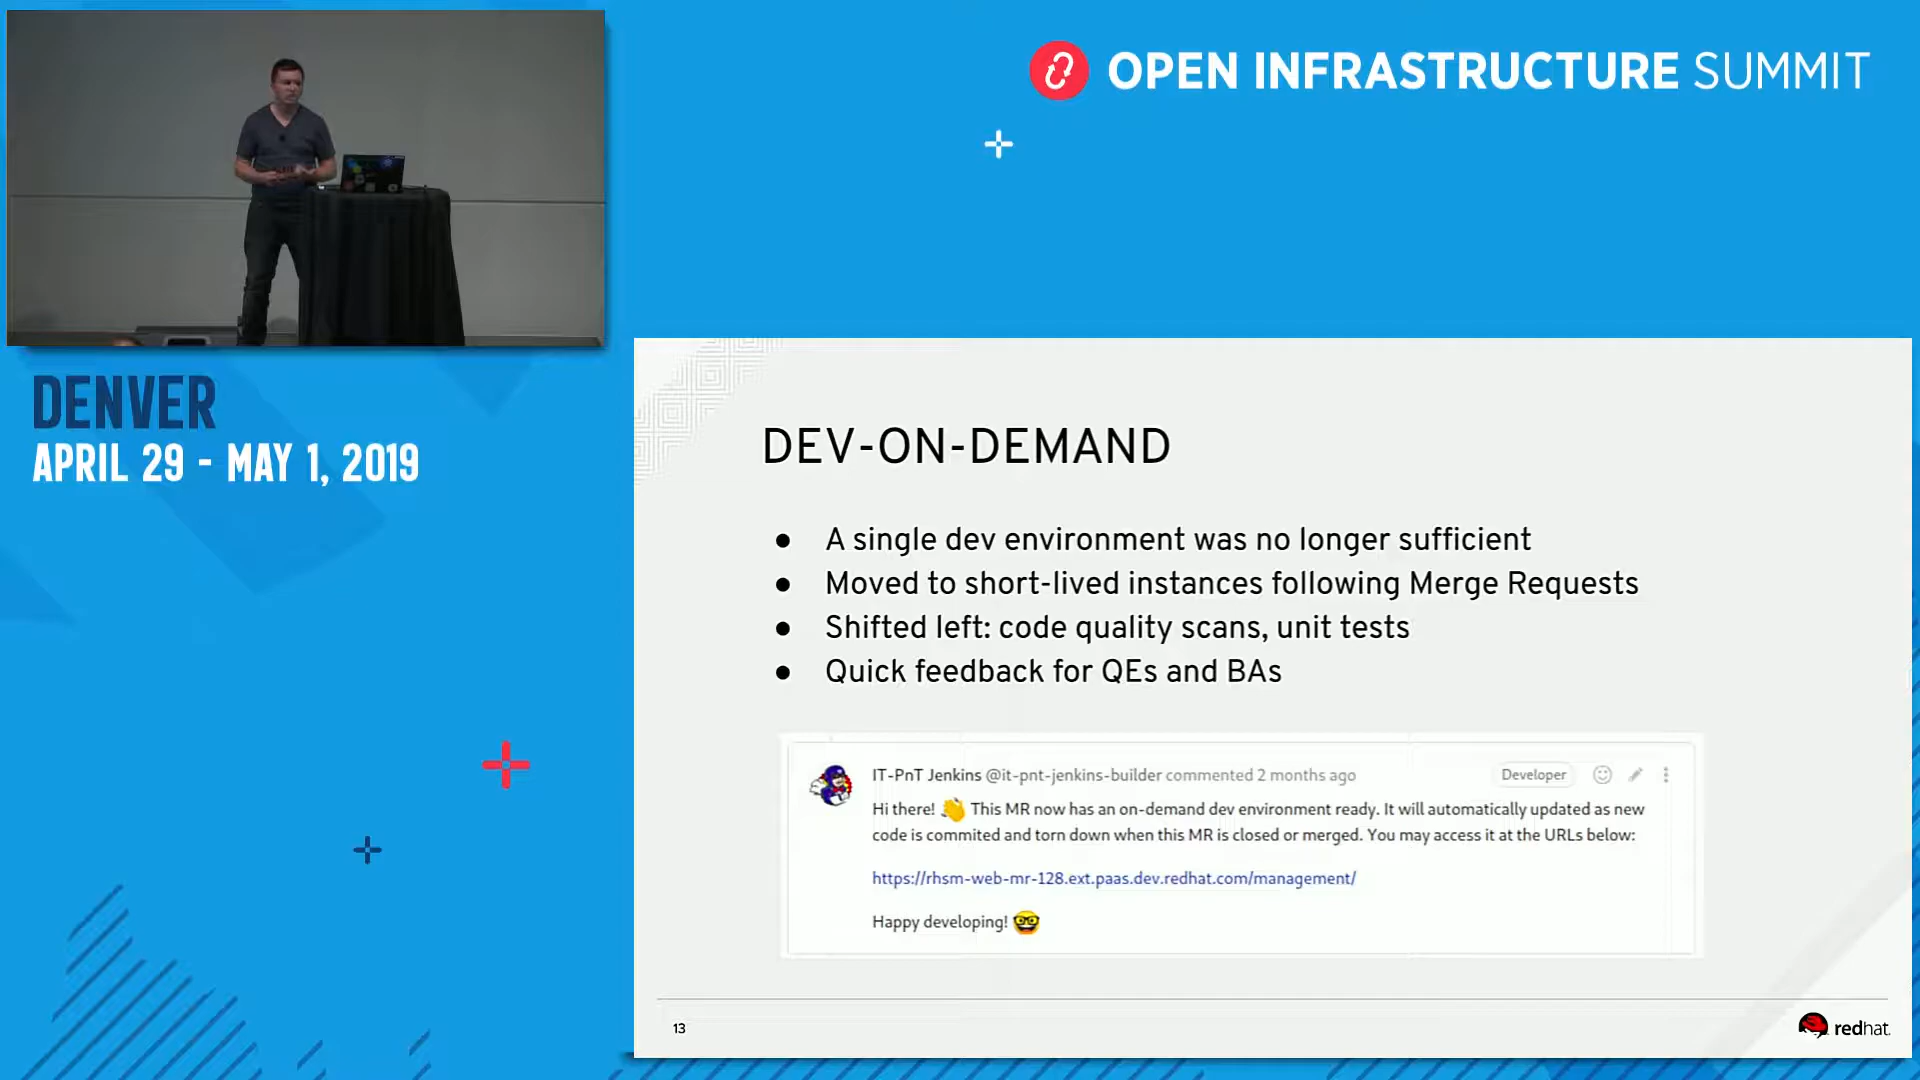 OPEN INFRASTRUCTURE SUMMIT
DENVER
APRIL 29 - MAY 1, 2019
DEV-ON-DEMAND
● A single dev environment was no longer sufficient
● Moved to short-lived instances following Merge Requests
● Shifted left: code quality scans, unit tests
● Quick feedback for QEs and BAs
IT-PnT Jenkins @it-pnt-jenkins-builder commented 2 months ago Developer
Hi there! 👋 This MR now has an on-demand dev environment ready. It will automatically updated as new
code is commited and torn down when this MR is closed or merged. You may access it at the URLs below:
https://rhsm-web-mr-128.ext.paas.dev.redhat.com/management/
Happy developing! 🤓
13
redhat.